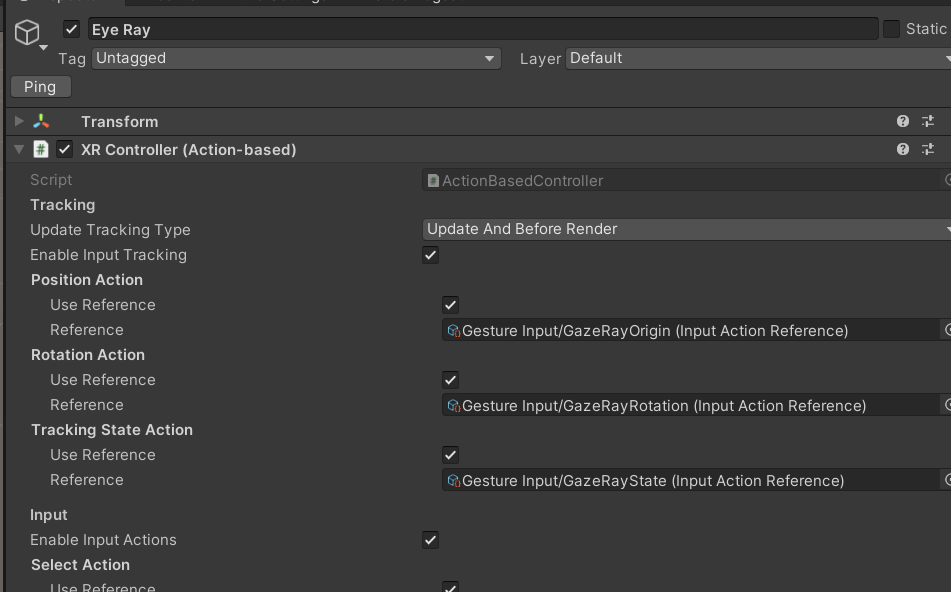 Eye Ray
Static
Tag Untagged Layer Default
Ping
Transform
XR Controller (Action-based)
Script ActionBasedController
Tracking
Update Tracking Type Update And Before Render
Enable Input Tracking
Position Action
Use Reference
Reference Gesture Input/GazeRayOrigin (Input Action Reference)
Rotation Action
Use Reference
Reference Gesture Input/GazeRayRotation (Input Action Reference)
Tracking State Action
Use Reference
Reference Gesture Input/GazeRayState (Input Action Reference)
Input
Enable Input Actions
Select Action
Use Reference